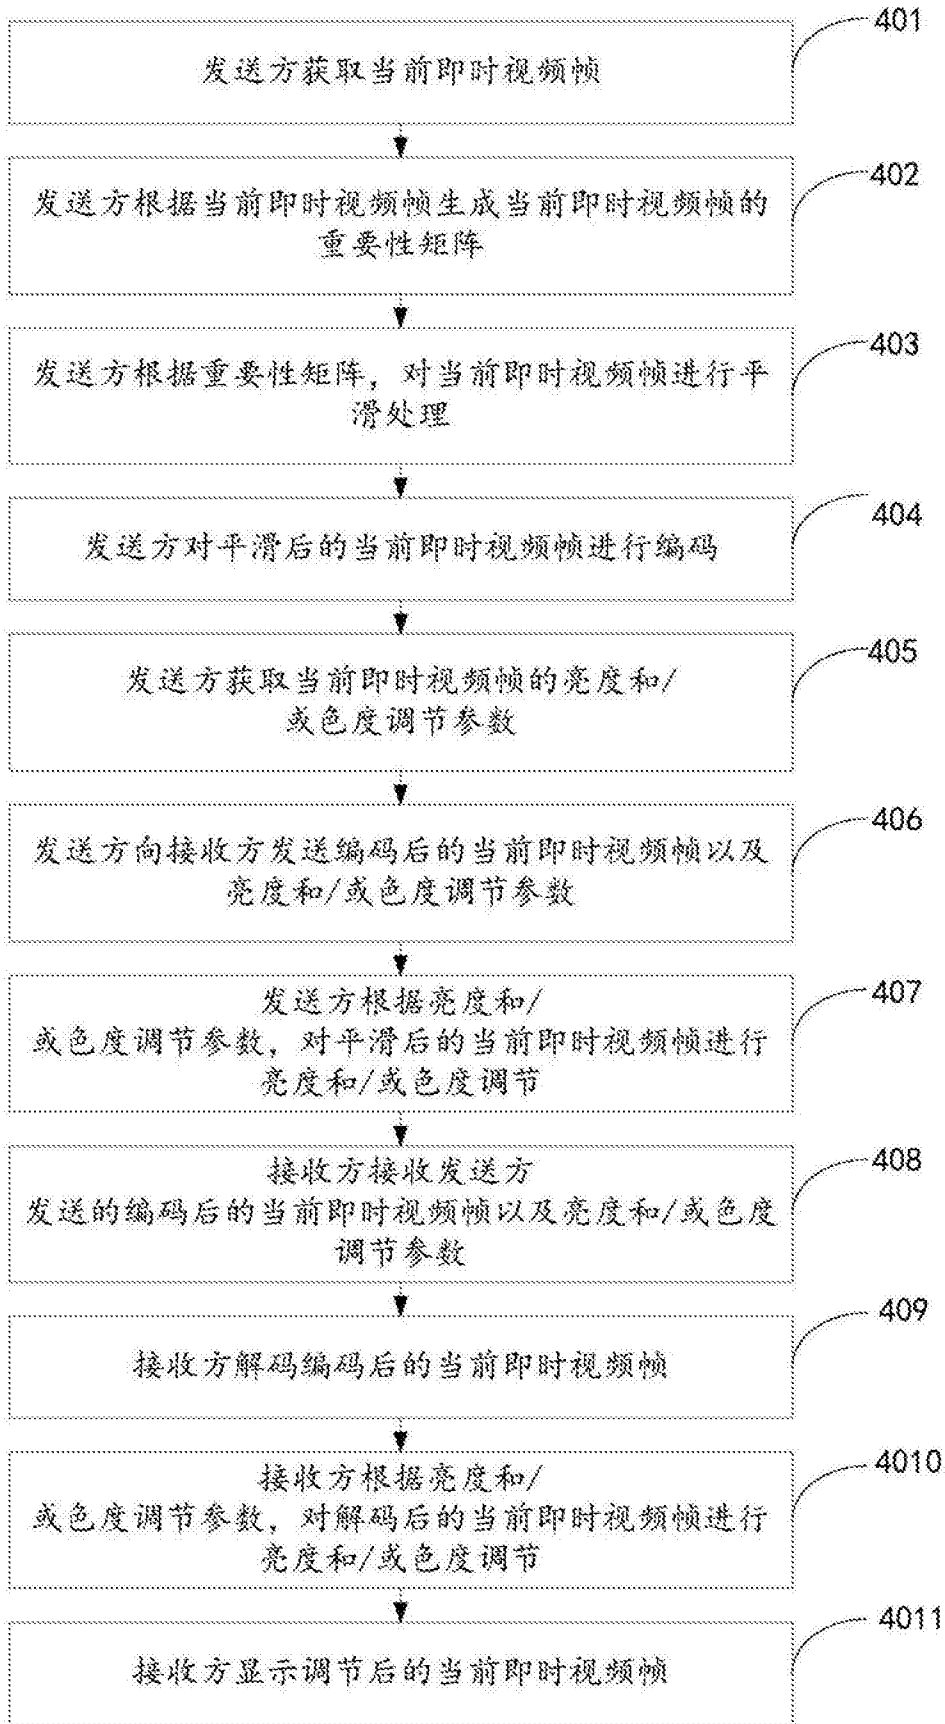 401
发送方获取当前即时视频帧
402
发送方根据当前即时视频帧生成当前即时视频帧的
重要性矩阵
403
发送方根据重要性矩阵，对当前即时视频帧进行平
滑处理
404
发送方对平滑后的当前即时视频帧进行编码
405
发送方获取当前即时视频帧的亮度和/
或色度调节参数
406
发送方向接收方发送编码后的当前即时视频帧以及
亮度和/或色度调节参数
407
发送方根据亮度和/
或色度调节参数，对平滑后的当前即时视频帧进行
亮度和/或色度调节
408
接收方接收发送方
发送的编码后的当前即时视频帧以及亮度和/或色度
调节参数
409
接收方解码编码后的当前即时视频帧
4010
接收方根据亮度和/
或色度调节参数，对解码后的当前即时视频帧进行
亮度和/或色度调节
4011
接收方显示调节后的当前即时视频帧